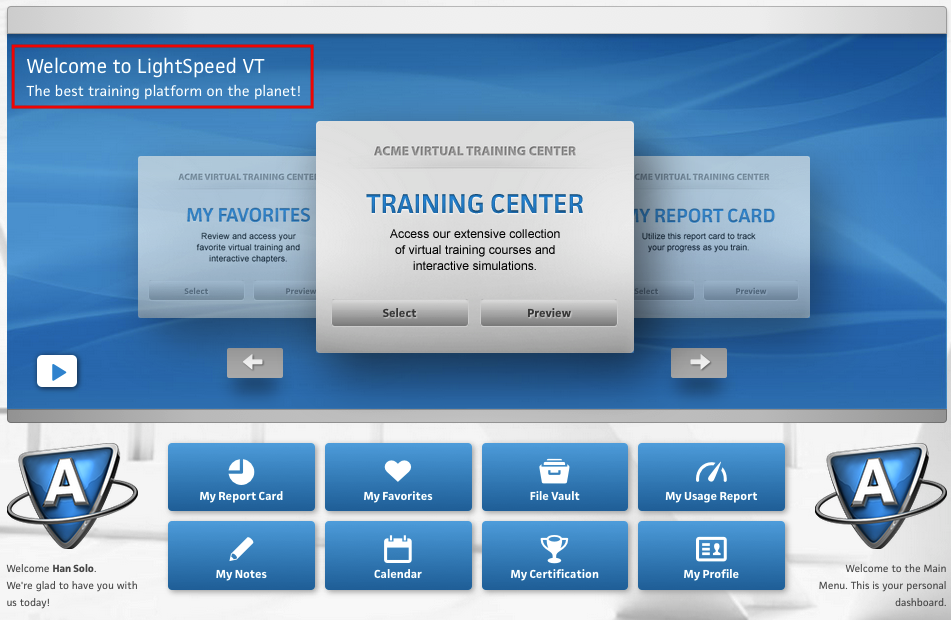 Welcome to LightSpeed VT
The best training platform on the planet!
ACME VIRTUAL TRAINING CENTER
MY FAVORITES
Review and access your
favorite virtual training and
interactive chapters.
Select
Preview
ACME VIRTUAL TRAINING CENTER
TRAINING CENTER
Access our extensive collection
of virtual training courses and
interactive simulations.
Select
Preview
ACME VIRTUAL TRAINING CENTER
MY REPORT CARD
Utilize this report card to track
your progress as you train.
Select
Preview
A
My Report Card
My Favorites
File Vault
My Usage Report
A
My Notes
Calendar
My Certification
My Profile
Welcome Han Solo.
We're glad to have you with
us today!
Welcome to the Main
Menu. This is your personal
dashboard.